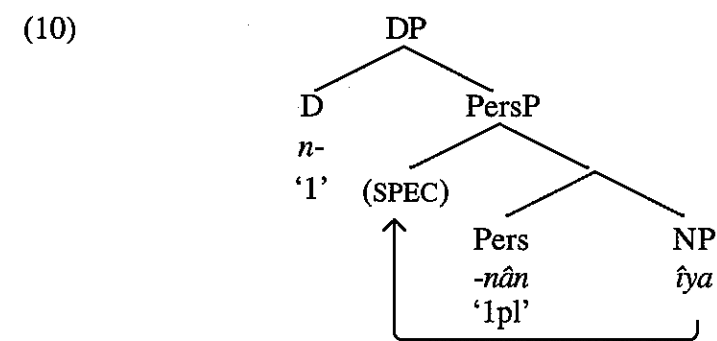 (10) DP
D PersP
n-
‘1’ (SPEC)
Pers NP
-nân îya
‘1pl’